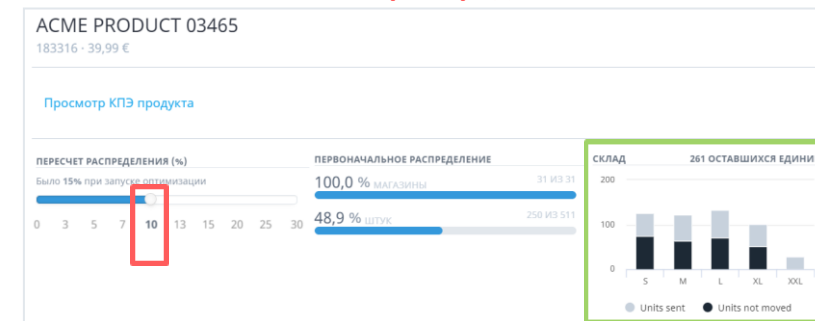 ACME PRODUCT 03465
183316 - 39,99 €
Просмотр КПЭ продукта
ПЕРЕСЧЕТ РАСПРЕДЕЛЕНИЯ (%)
Было 15% при запуске оптимизации
0 3 5 7 10 13 15 20 25 30
ПЕРВОНАЧАЛЬНОЕ РАСПРЕДЕЛЕНИЕ
100,0 % МАГАЗИНЫ 31 ИЗ 31
48,9 % ШТУК 250 ИЗ 511
СКЛАД 261 ОСТАВШИХСЯ ЕДИНИ
200
100
0
S M L XL XXL
Units sent Units not moved